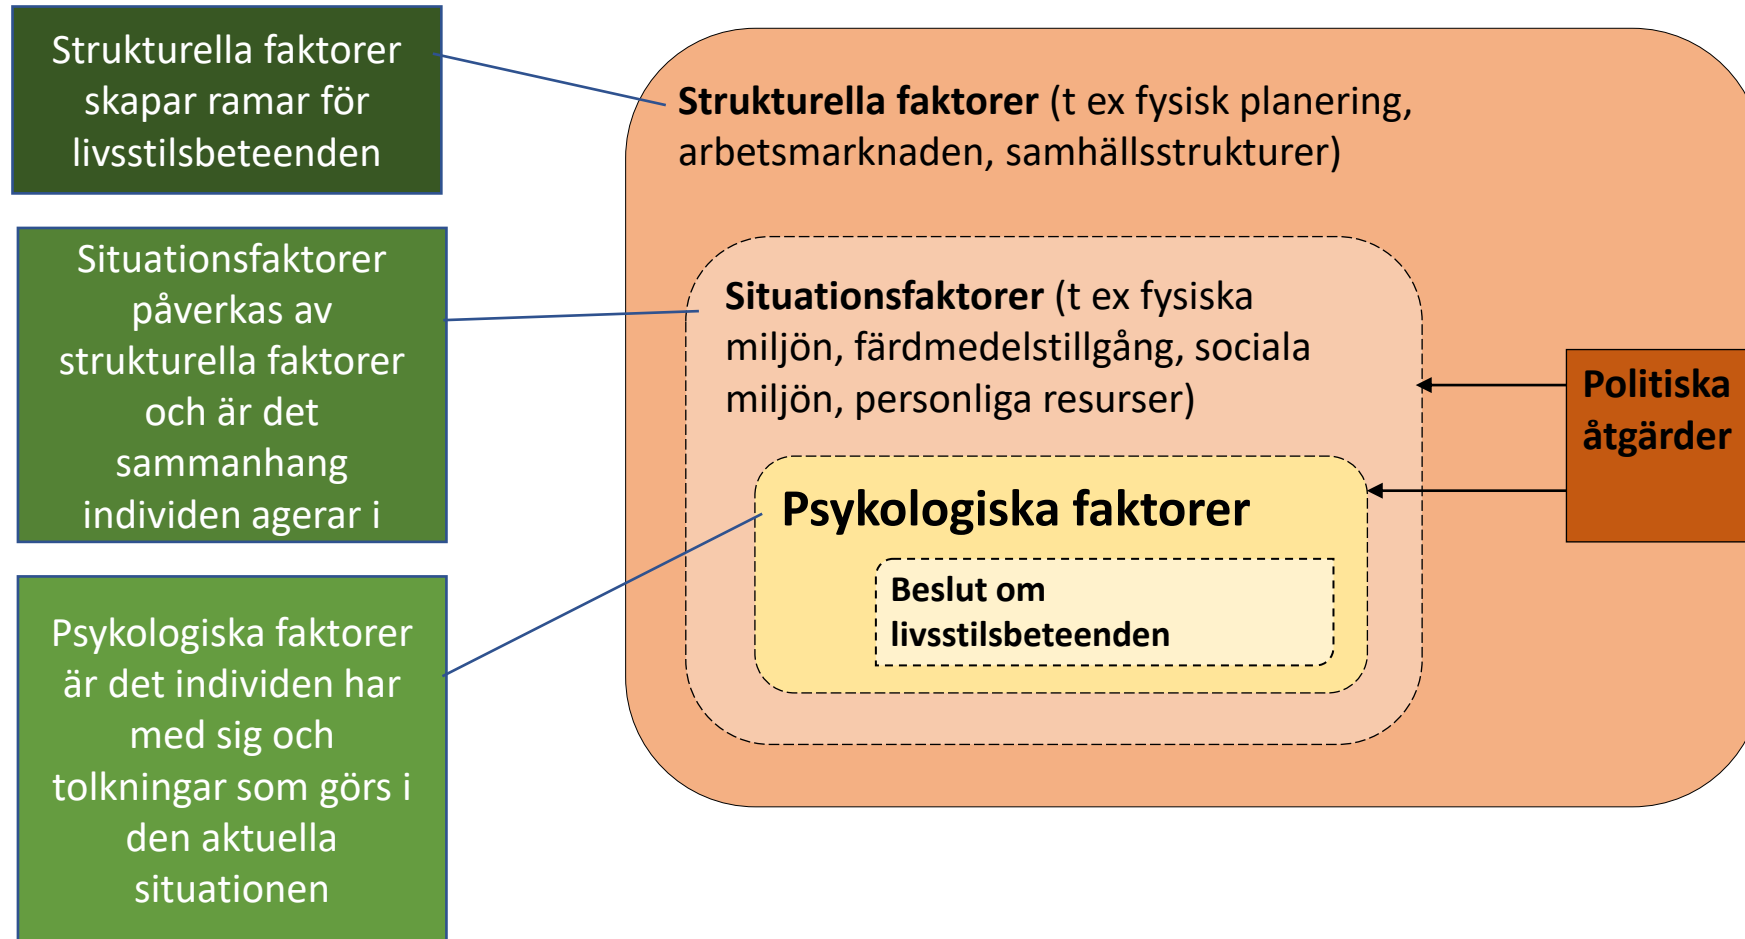 Strukturella faktorer
skapar ramar för
livsstilsbeteenden
Situationsfaktorer
påverkas av
strukturella faktorer
och är det
sammanhang
individen agerar i
Psykologiska faktorer
är det individen har
med sig och
tolkningar som görs i
den aktuella
situationen
Strukturella faktorer (t ex fysisk planering,
arbetsmarknaden, samhällsstrukturer)
Situationsfaktorer (t ex fysiska
miljön, färdmedelstillgång, sociala
miljön, personliga resurser)
Psykologiska faktorer
Beslut om
livsstilsbeteenden
Politiska
åtgärder